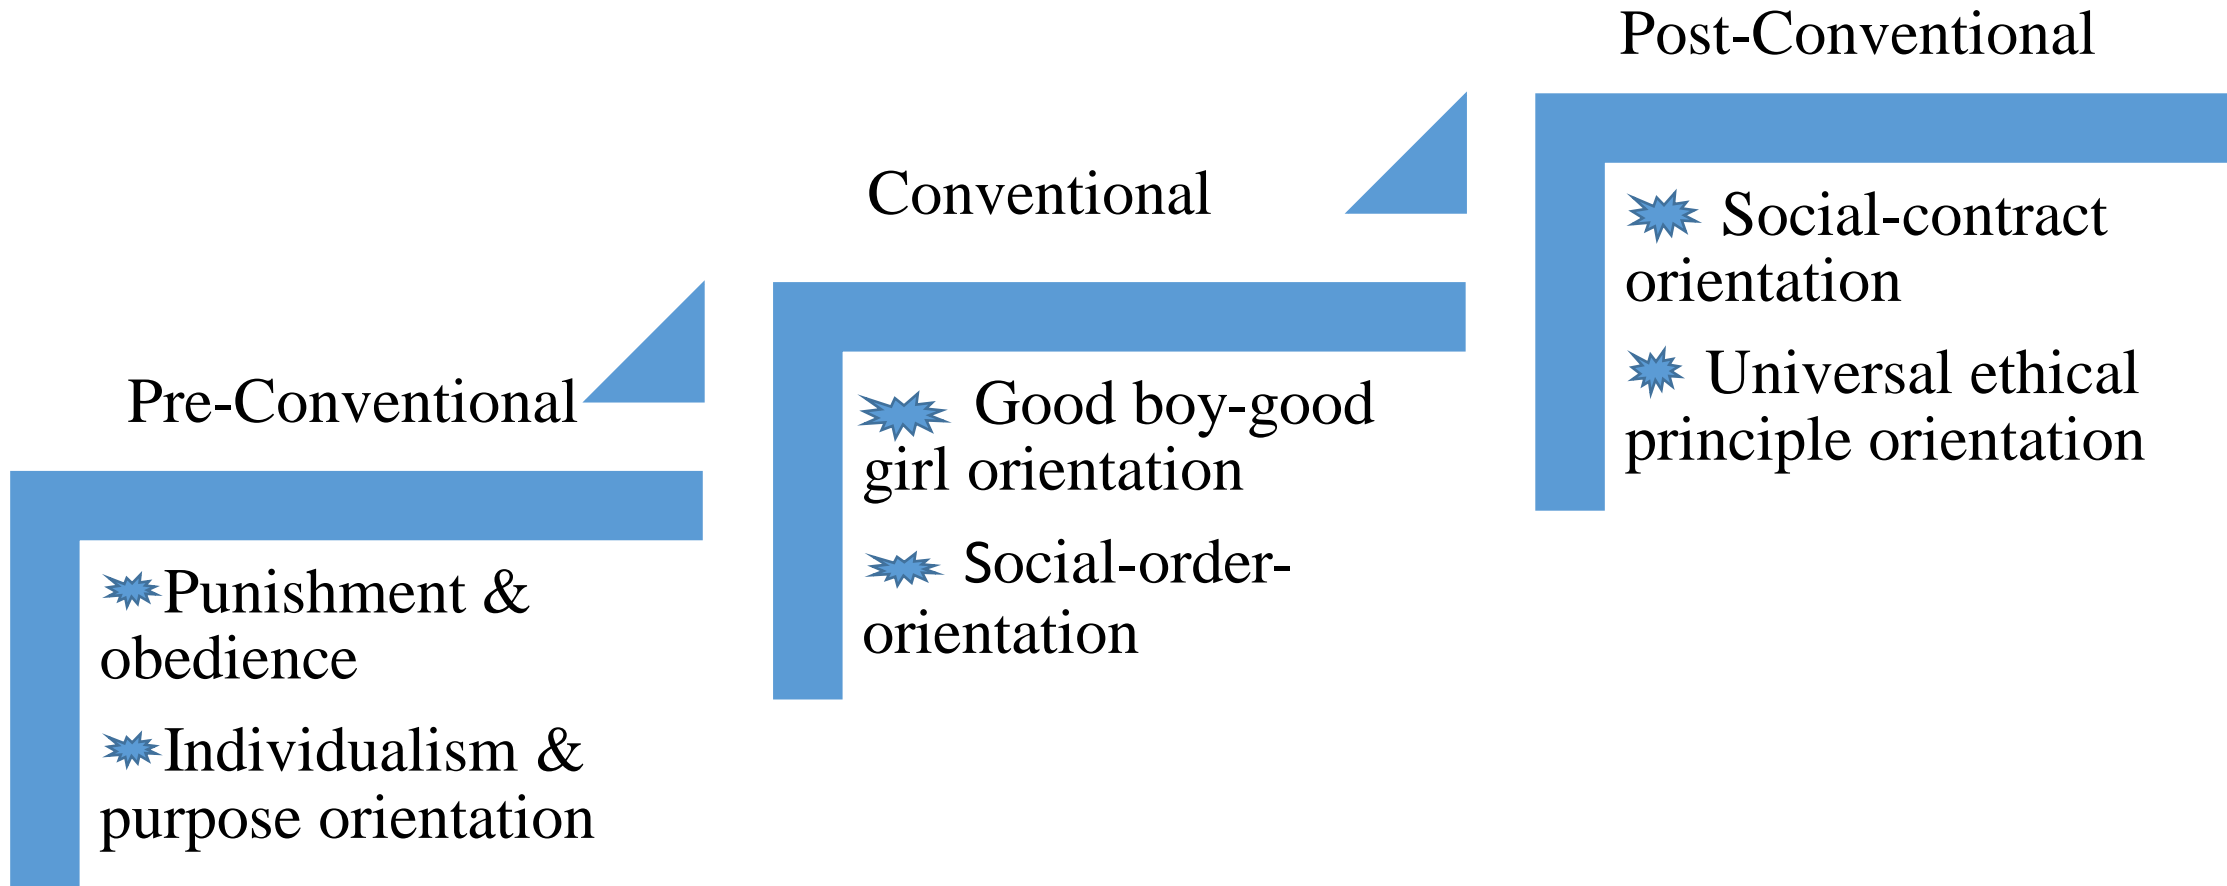 Pre-Conventional
Punishment &
obedience
Individualism &
purpose orientation
Conventional
Good boy-good
girl orientation
Social-order-
orientation
Post-Conventional
Social-contract
orientation
Universal ethical
principle orientation